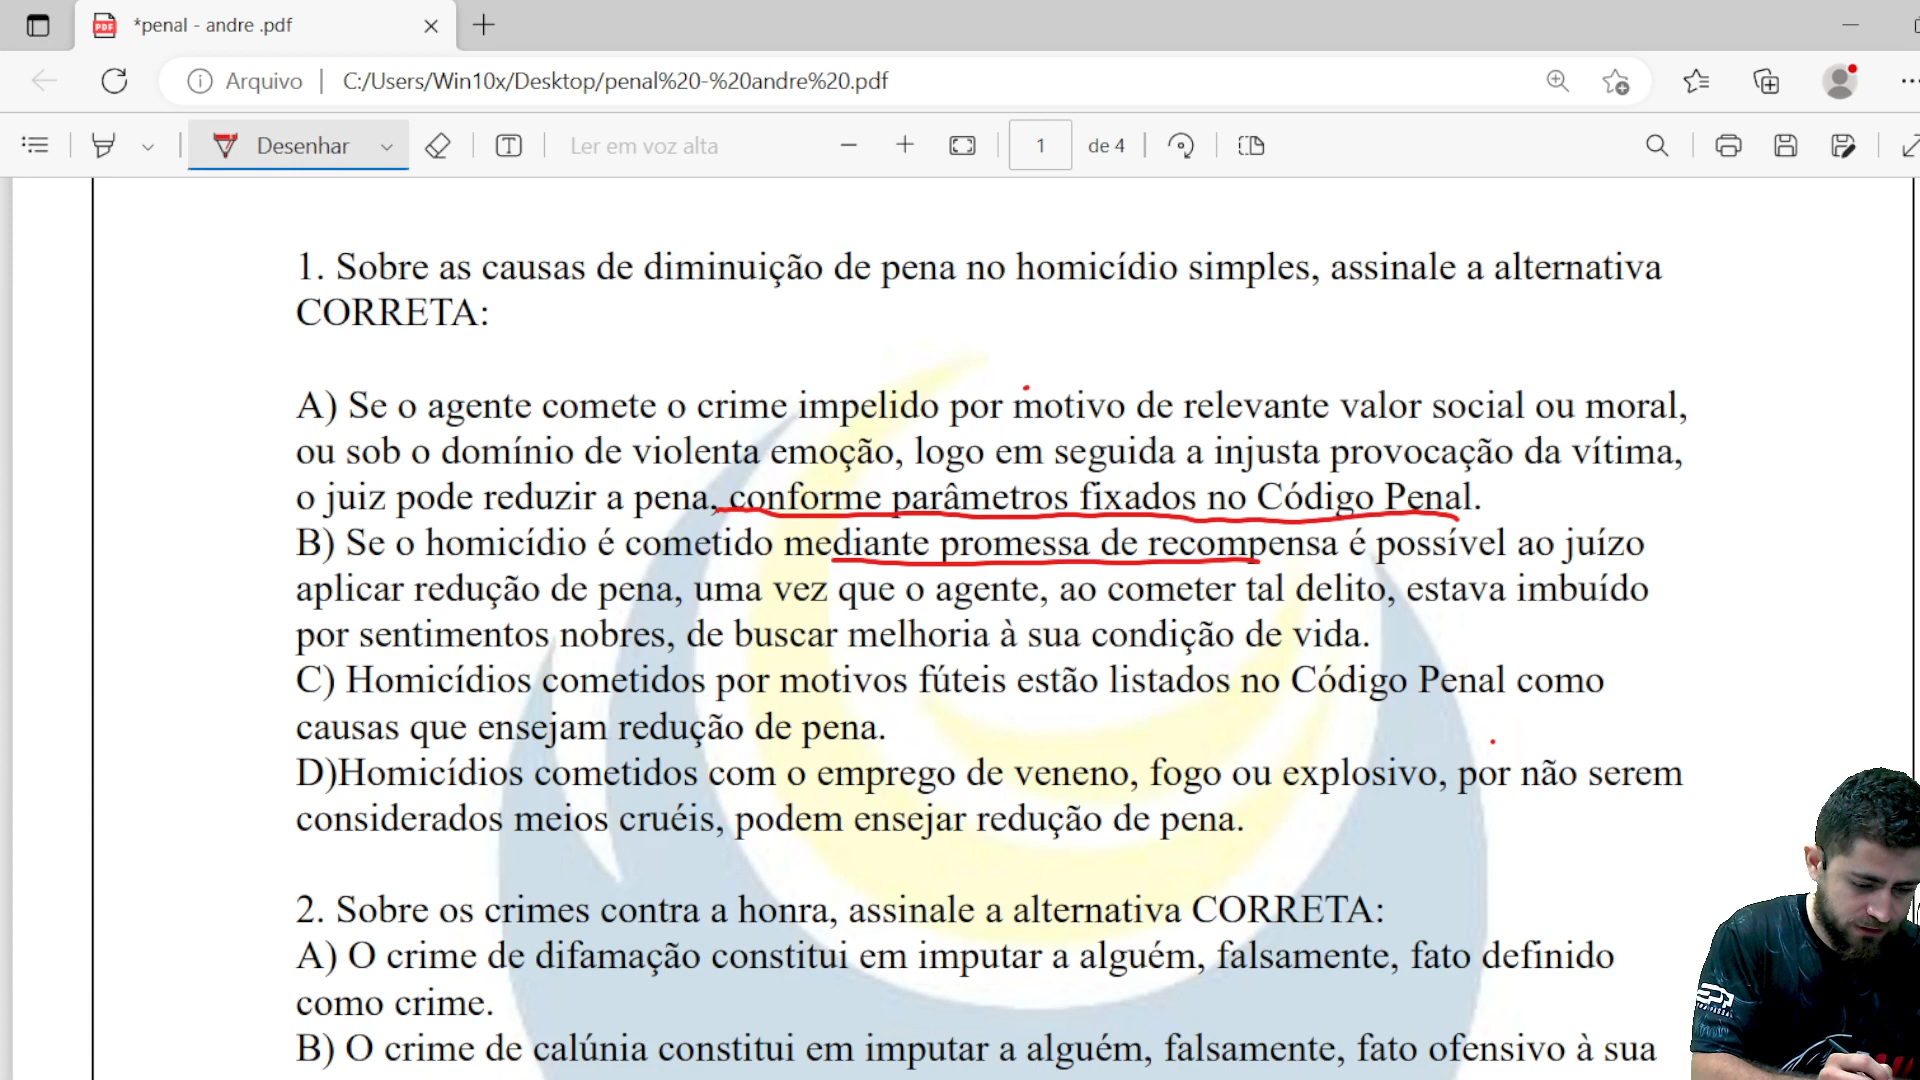 *penal - andre .pdf
Arquivo | C:/Users/Win10x/Desktop/penal%20-%20andre%20.pdf
Desenhar
Ler em voz alta
1 de 4
1. Sobre as causas de diminuição de pena no homicídio simples, assinale a alternativa
CORRETA:
A) Se o agente comete o crime impelido por motivo de relevante valor social ou moral,
ou sob o domínio de violenta emoção, logo em seguida a injusta provocação da vítima,
o juiz pode reduzir a pena, conforme parâmetros fixados no Código Penal.
B) Se o homicídio é cometido mediante promessa de recompensa é possível ao juízo
aplicar redução de pena, uma vez que o agente, ao cometer tal delito, estava imbuído
por sentimentos nobres, de buscar melhoria à sua condição de vida.
C) Homicídios cometidos por motivos fúteis estão listados no Código Penal como
causas que ensejam redução de pena.
D)Homicídios cometidos com o emprego de veneno, fogo ou explosivo, por não serem
considerados meios cruéis, podem ensejar redução de pena.
2. Sobre os crimes contra a honra, assinale a alternativa CORRETA:
A) O crime de difamação constitui em imputar a alguém, falsamente, fato definido
como crime.
B) O crime de calúnia constitui em imputar a alguém, falsamente, fato ofensivo à sua